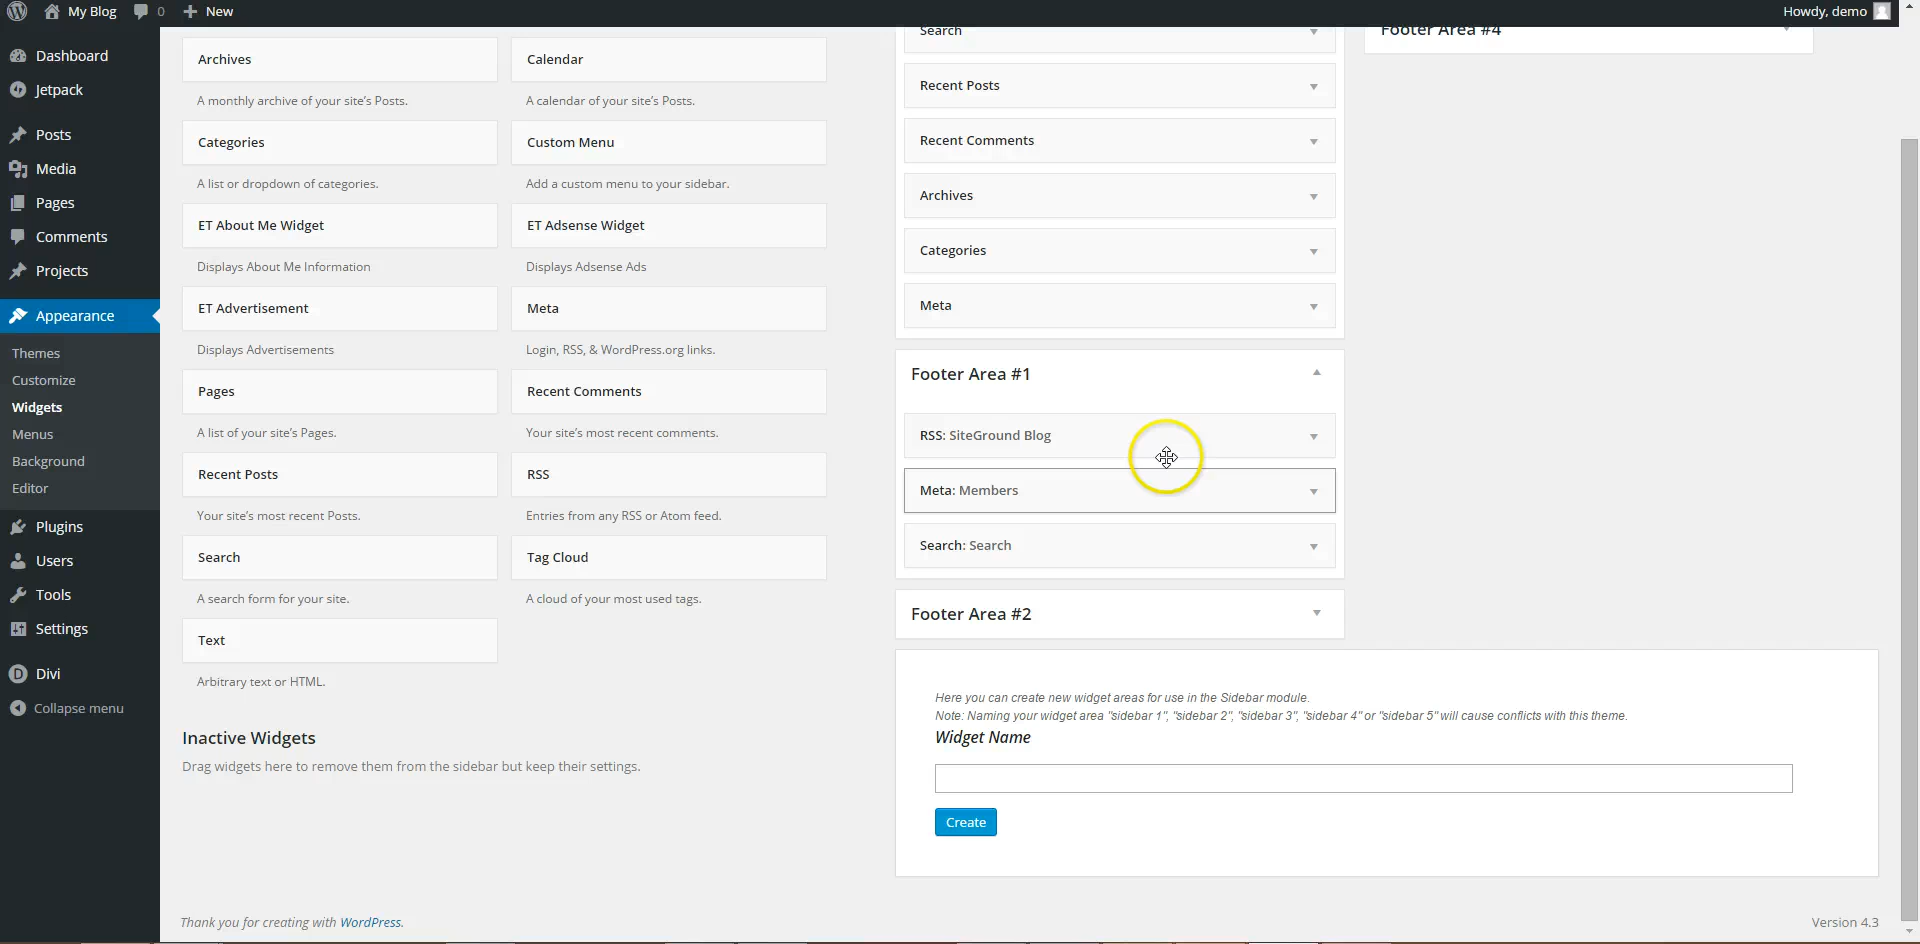 My Blog 0 New
Howdy, demo
Dashboard
Jetpack
Posts
Media
Pages
Comments
Projects
Appearance
Themes
Customize
Widgets
Menus
Background
Editor
Plugins
Users
Tools
Settings
Divi
Collapse menu
Archives
A monthly archive of your site's Posts.
Calendar
A calendar of your site's Posts.
Categories
A list or dropdown of categories.
Custom Menu
Add a custom menu to your sidebar.
ET About Me Widget
Displays About Me Information
ET Adsense Widget
Displays Adsense Ads
ET Advertisement
Displays Advertisements
Meta
Login, RSS, & WordPress.org links.
Pages
A list of your site's Pages.
Recent Comments
Your site's most recent comments.
Recent Posts
Your site's most recent Posts.
RSS
Entries from any RSS or Atom feed.
Search
A search form for your site.
Tag Cloud
A cloud of your most used tags.
Text
Arbitrary text or HTML.
Inactive Widgets
Drag widgets here to remove them from the sidebar but keep their settings.
Search
Recent Posts
Recent Comments
Archives
Categories
Meta
Footer Area #1
RSS: SiteGround Blog
Meta: Members
Search: Search
Footer Area #2
Footer Area #4
Here you can create new widget areas for use in the Sidebar module.
Note: Naming your widget area "sidebar 1", "sidebar 2", "sidebar 3", "sidebar 4" or "sidebar 5" will cause conflicts with this theme.
Widget Name
Create
Thank you for creating with WordPress.
Version 4.3